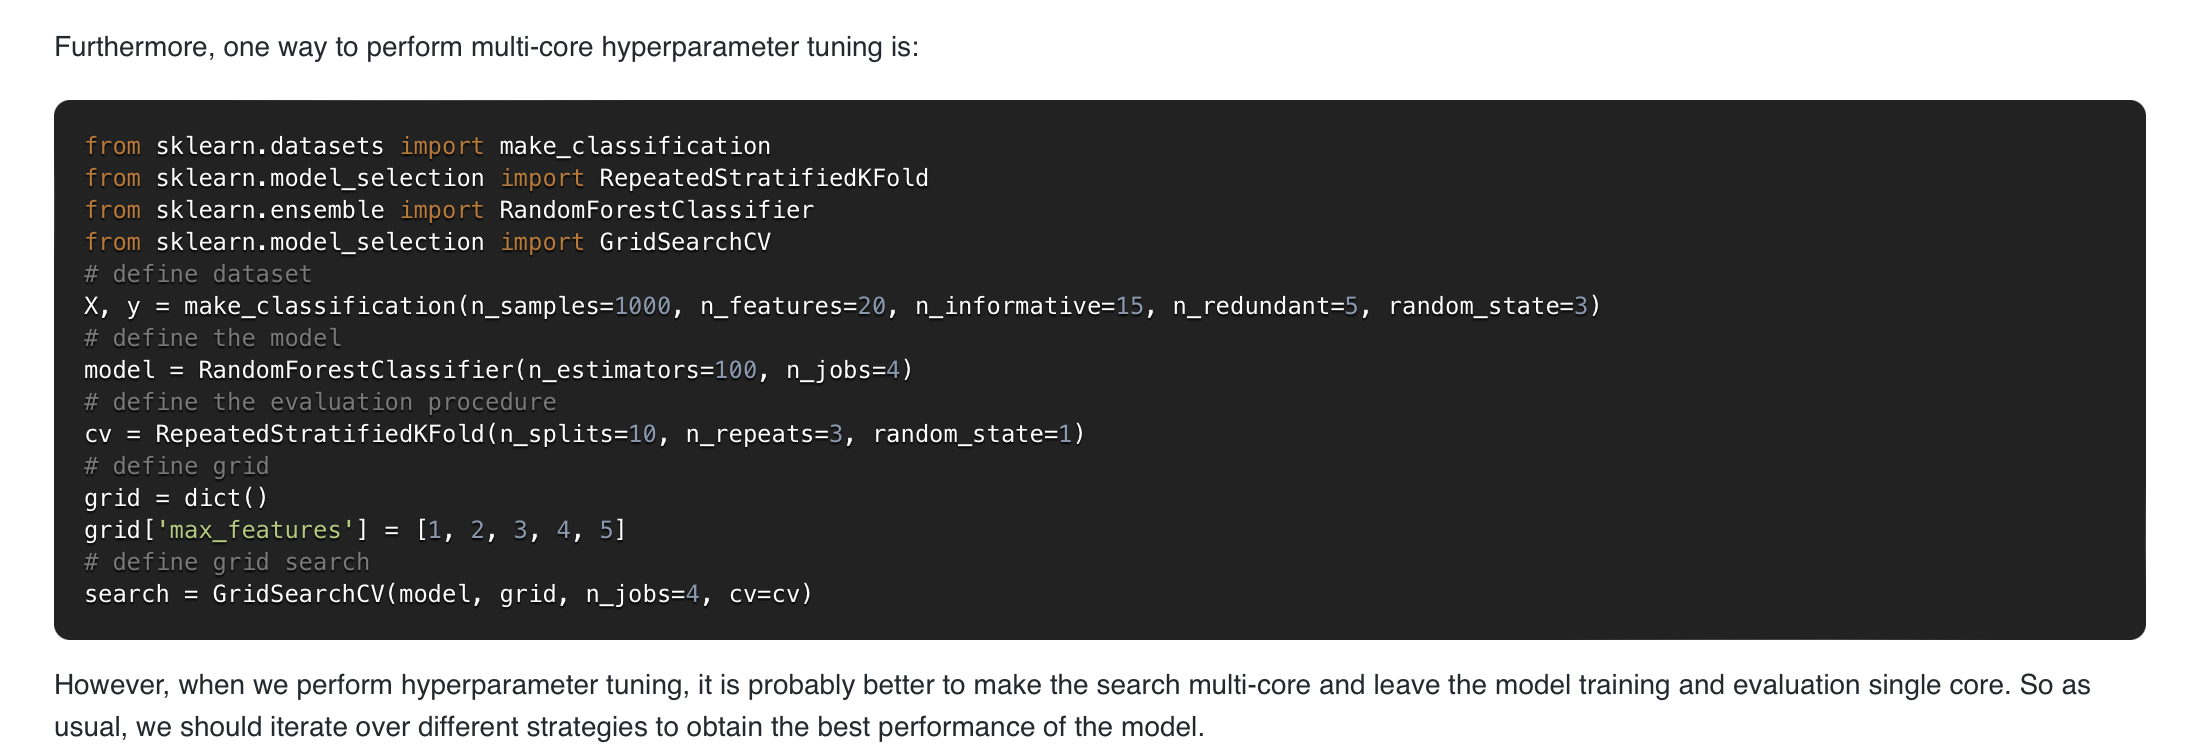 Furthermore, one way to perform multi-core hyperparameter tuning is:
from sklearn.datasets import make_classification
from sklearn.model_selection import RepeatedStratifiedKFold
from sklearn.ensemble import RandomForestClassifier
from sklearn.model_selection import GridSearchCV
# define dataset
X, y = make_classification(n_samples=1000, n_features=20, n_informative=15, n_redundant=5, random_state=3)
# define the model
model = RandomForestClassifier(n_estimators=100, n_jobs=4)
# define the evaluation procedure
cv = RepeatedStratifiedKFold(n_splits=10, n_repeats=3, random_state=1)
# define grid
grid = dict()
grid['max_features'] = [1, 2, 3, 4, 5]
# define grid search
search = GridSearchCV(model, grid, n_jobs=4, cv=cv)
However, when we perform hyperparameter tuning, it is probably better to make the search multi-core and leave the model training and evaluation single core. So as
usual, we should iterate over different strategies to obtain the best performance of the model.